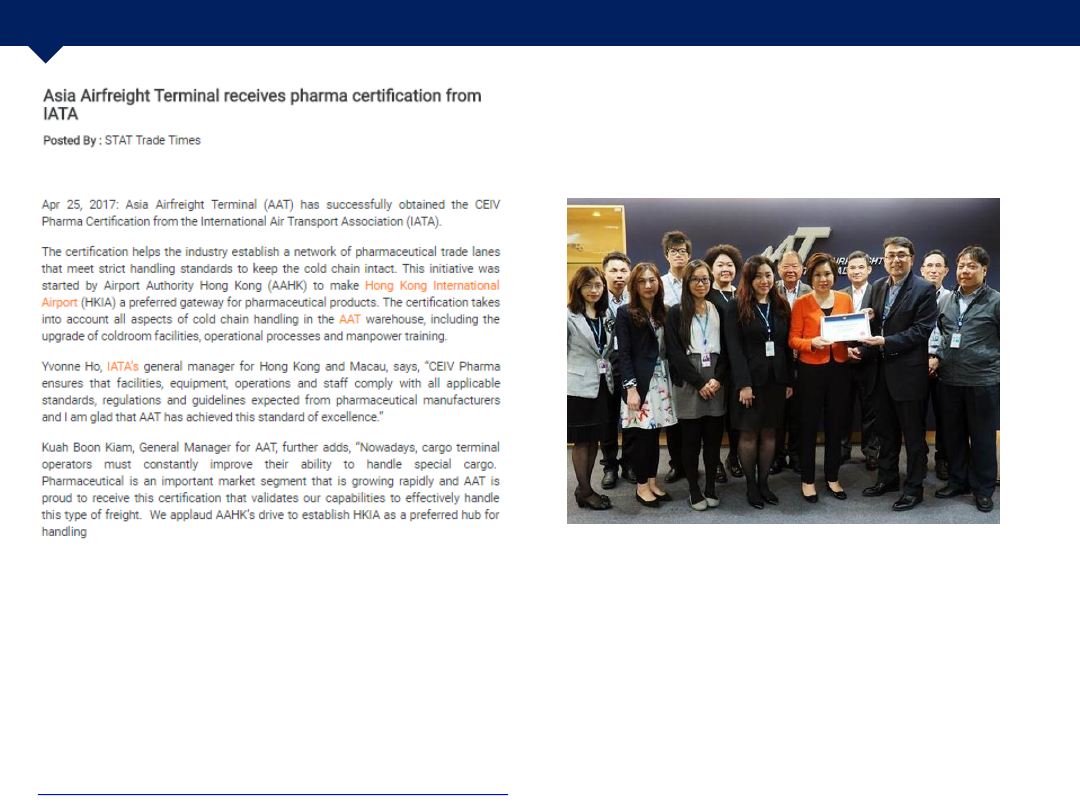 Asia Airfreight Terminal receives pharma certification from
IATA
Posted By : STAT Trade Times
Apr 25, 2017: Asia Airfreight Terminal (AAT) has successfully obtained the CEIV
Pharma Certification from the International Air Transport Association (IATA).
The certification helps the industry establish a network of pharmaceutical trade lanes
that meet strict handling standards to keep the cold chain intact. This initiative was
started by Airport Authority Hong Kong (AAHK) to make Hong Kong International
Airport (HKIA) a preferred gateway for pharmaceutical products. The certification takes
into account all aspects of cold chain handling in the AAT warehouse, including the
upgrade of coldroom facilities, operational processes and manpower training.
Yvonne Ho, IATA's general manager for Hong Kong and Macau, says, “CEIV Pharma
ensures that facilities, equipment, operations and staff comply with all applicable
standards, regulations and guidelines expected from pharmaceutical manufacturers
and I am glad that AAT has achieved this standard of excellence.”
Kuah Boon Kiam, General Manager for AAT, further adds, “Nowadays, cargo terminal
operators must constantly improve their ability to handle special cargo.
Pharmaceutical is an important market segment that is growing rapidly and AAT is
proud to receive this certification that validates our capabilities to effectively handle
this type of freight. We applaud AAHK's drive to establish HKIA as a preferred hub for
handling
AAT